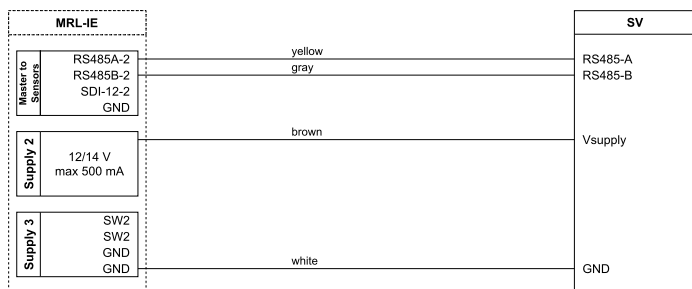 MRL-IE
SV
Master to
Sensors
RS485A-2
RS485B-2
SDI-12-2
GND
yellow
gray
RS485-A
RS485-B
Supply 2
12/14 V
max 500 mA
brown
Vsupply
Supply 3
SW2
SW2
GND
GND
white
GND